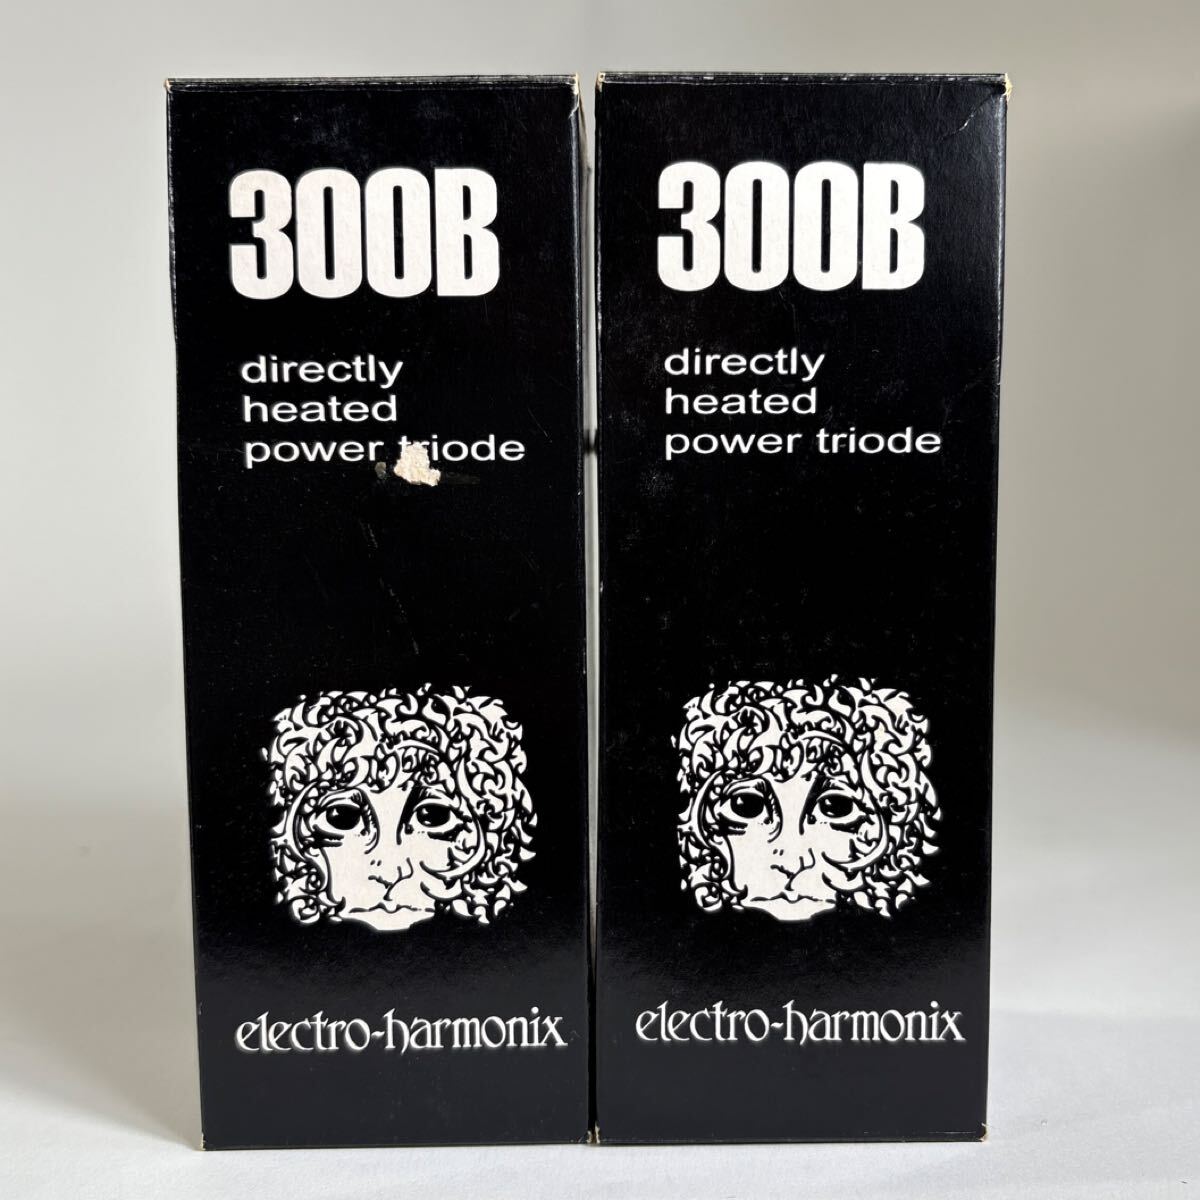 300B
directly
heated
power triode
electro-harmonix
300B
directly
heated
power triode
electro-harmonix